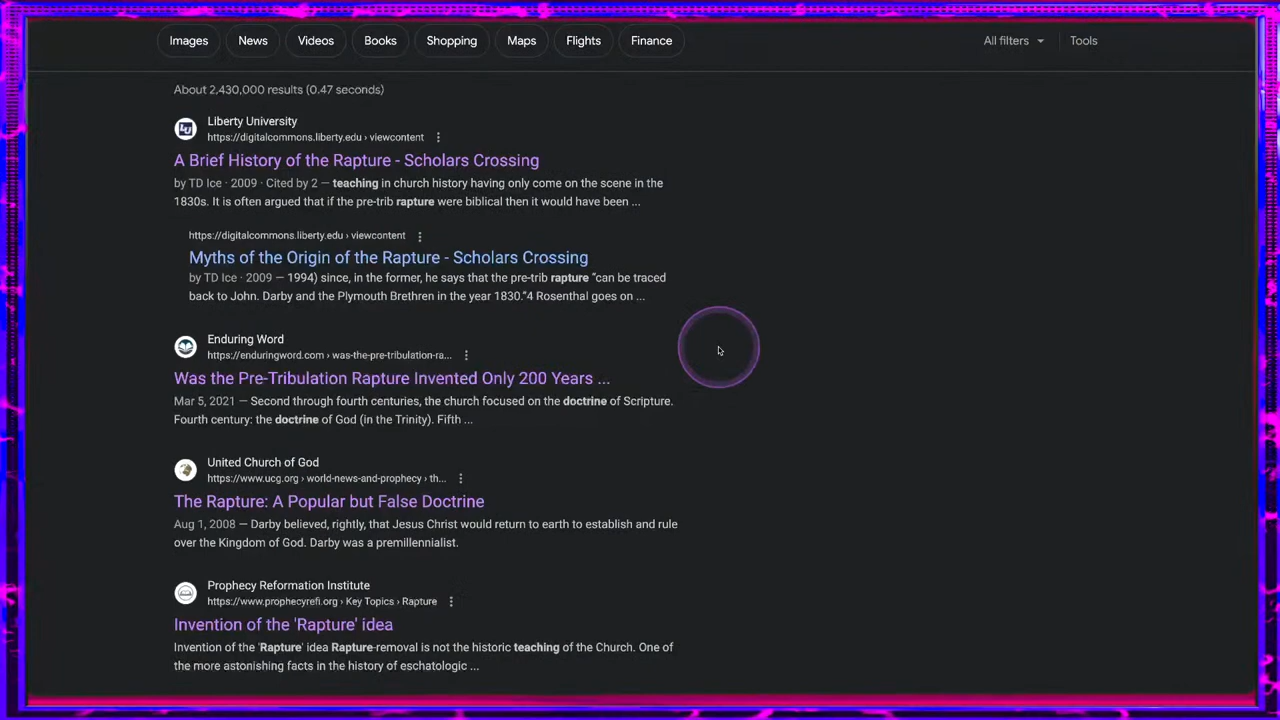 Images News Videos Books Shopping Maps Flights Finance All filters Tools
About 2,430,000 results (0.47 seconds)
Liberty University
https://digitalcommons.liberty.edu › viewcontent
A Brief History of the Rapture - Scholars Crossing
by TD Ice · 2009 · Cited by 2 — teaching in church history having only come on the scene in the
1830s. It is often argued that if the pre-trib rapture were biblical then it would have been ...
https://digitalcommons.liberty.edu › viewcontent
Myths of the Origin of the Rapture - Scholars Crossing
by TD Ice · 2009 — 1994) since, in the former, he says that the pre-trib rapture “can be traced
back to John. Darby and the Plymouth Brethren in the year 1830.”4 Rosenthal goes on ...
Enduring Word
https://enduringword.com › was-the-pre-tribulation-ra...
Was the Pre-Tribulation Rapture Invented Only 200 Years ...
Mar 5, 2021 — Second through fourth centuries, the church focused on the doctrine of Scripture.
Fourth century: the doctrine of God (in the Trinity). Fifth ...
United Church of God
https://www.ucg.org › world-news-and-prophecy › th...
The Rapture: A Popular but False Doctrine
Aug 1, 2008 — Darby believed, rightly, that Jesus Christ would return to earth to establish and rule
over the Kingdom of God. Darby was a premillennialist.
Prophecy Reformation Institute
https://www.prophecyrefi.org › Key Topics › Rapture
Invention of the 'Rapture' idea
Invention of the 'Rapture' idea Rapture-removal is not the historic teaching of the Church. One of
the more astonishing facts in the history of eschatologic ...